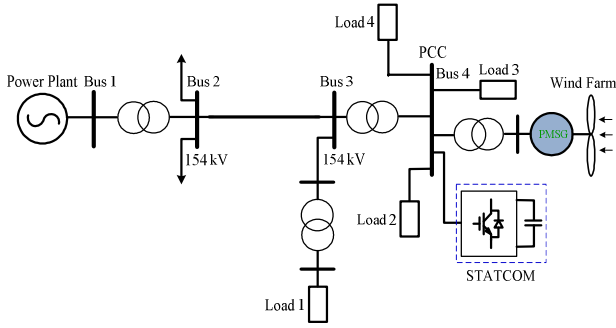 Load 4
PCC
Power Plant
Bus 1
Bus 2
Bus 3
Bus 4
Load 3
Wind Farm
PMSG
154 kV
154 kV
Load 2
STATCOM
Load 1